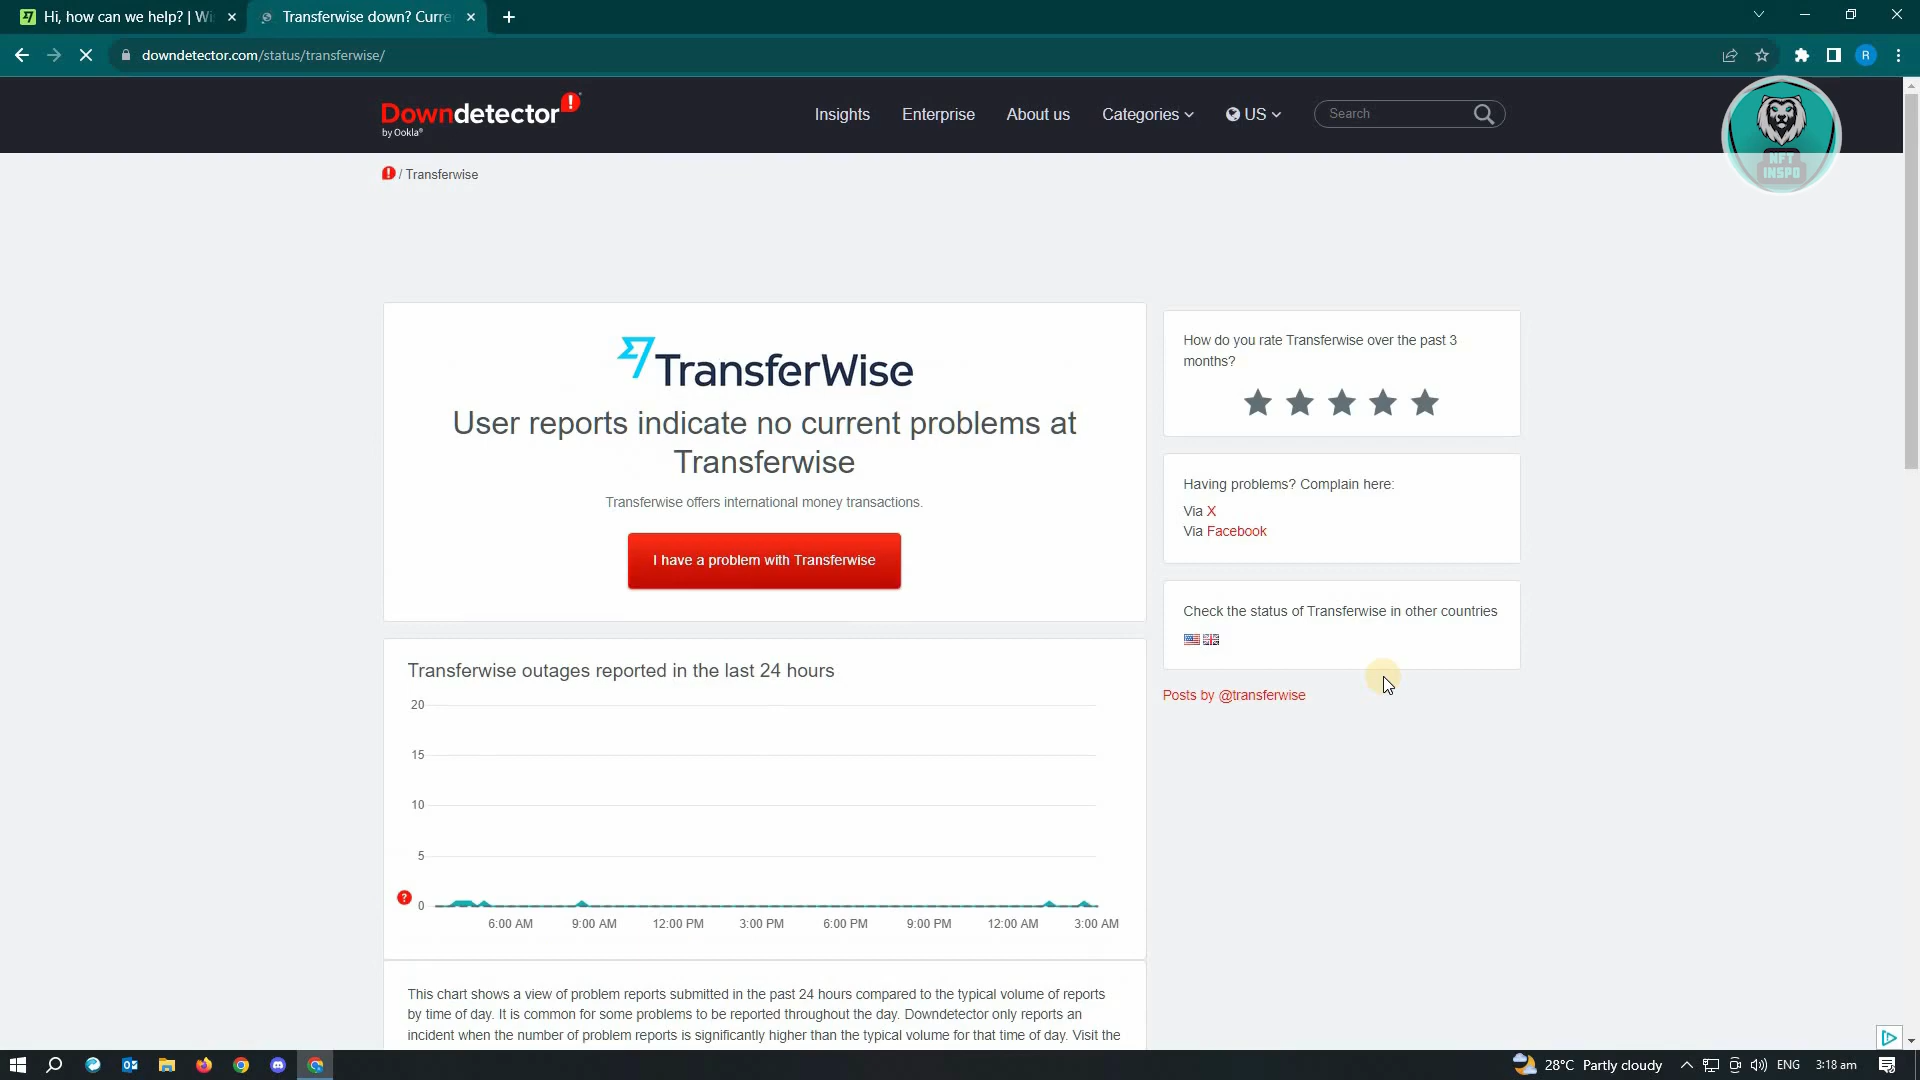 Hi, how can we help? | Wi
Transferwise down? Curre
downdetector.com/status/transferwise/
R
Downdetector
by Ookla®
Insights
Enterprise
About us
Categories
US
Search
NFT
INSPO
/ Transferwise
TransferWise
User reports indicate no current problems at
Transferwise
Transferwise offers international money transactions.
I have a problem with Transferwise
How do you rate Transferwise over the past 3
months?
Having problems? Complain here:
Via X
Via Facebook
Check the status of Transferwise in other countries
Posts by @transferwise
Transferwise outages reported in the last 24 hours
20
15
10
5
0
6:00 AM 9:00 AM 12:00 PM 3:00 PM 6:00 PM 9:00 PM 12:00 AM 3:00 AM
This chart shows a view of problem reports submitted in the past 24 hours compared to the typical volume of reports
by time of day. It is common for some problems to be reported throughout the day. Downdetector only reports an
incident when the number of problem reports is significantly higher than the typical volume for that time of day. Visit the
28°C Partly cloudy
ENG
3:18 am